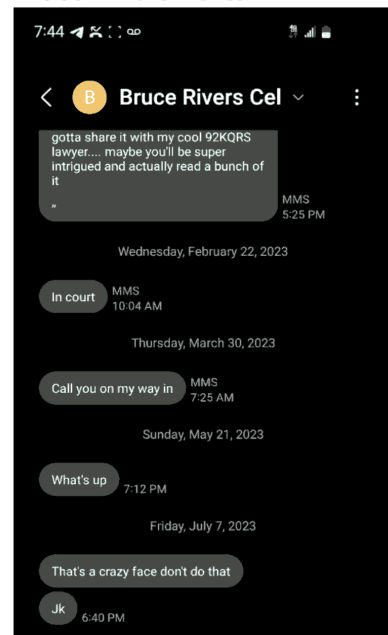 7:44
Bruce Rivers Cel
B
gotta share it with my cool 92KQRS
lawyer.... maybe you'll be super
intrigued and actually read a bunch of
it
"
MMS
5:25 PM
Wednesday, February 22, 2023
In court
MMS
10:04 AM
Thursday, March 30, 2023
Call you on my way in
MMS
7:25 AM
Sunday, May 21, 2023
What's up
7:12 PM
Friday, July 7, 2023
That's a crazy face don't do that
Jk
6:40 PM